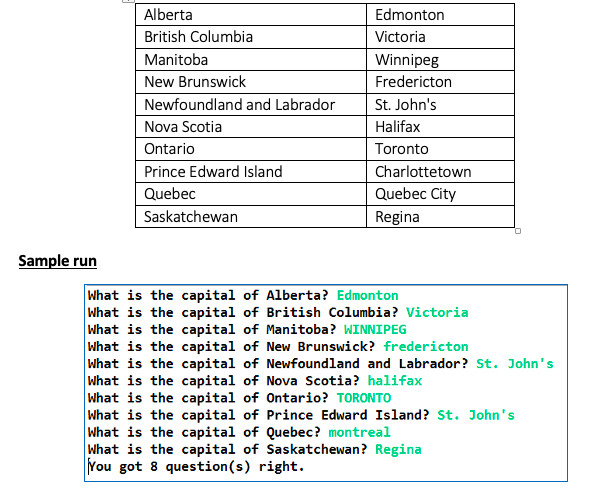 Alberta Edmonton
British Columbia Victoria
Manitoba Winnipeg
New Brunswick Fredericton
Newfoundland and Labrador St. John's
Nova Scotia Halifax
Ontario Toronto
Prince Edward Island Charlottetown
Quebec Quebec City
Saskatchewan Regina
Sample run
What is the capital of Alberta? Edmonton
What is the capital of British Columbia? Victoria
What is the capital of Manitoba? WINNIPEG
What is the capital of New Brunswick? fredericton
What is the capital of Newfoundland and Labrador? St. John's
What is the capital of Nova Scotia? halifax
What is the capital of Ontario? TORONTO
What is the capital of Prince Edward Island? St. John's
What is the capital of Quebec? montreal
What is the capital of Saskatchewan? Regina
You got 8 question(s) right.